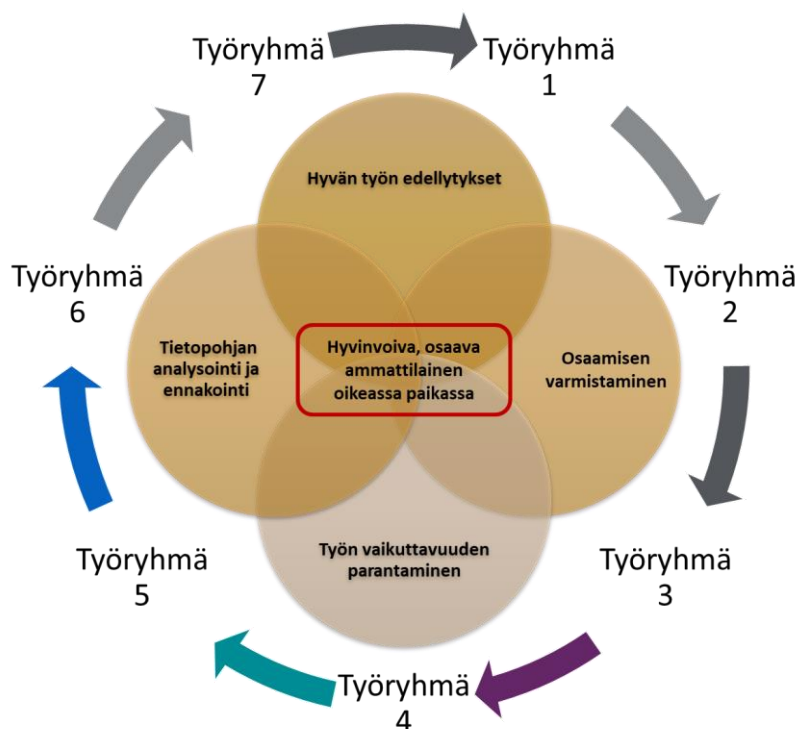 Työryhmä
7
Työryhmä
1
Hyvän työn edellytykset
Työryhmä
6
Työryhmä
2
Tietopohjan
analysointi ja
ennakointi
Hyvinvoiva, osaava
ammattilainen
oikeassa paikassa
Osaamisen
varmistaminen
Työn vaikuttavuuden
parantaminen
Työryhmä
5
Työryhmä
3
Työryhmä
4